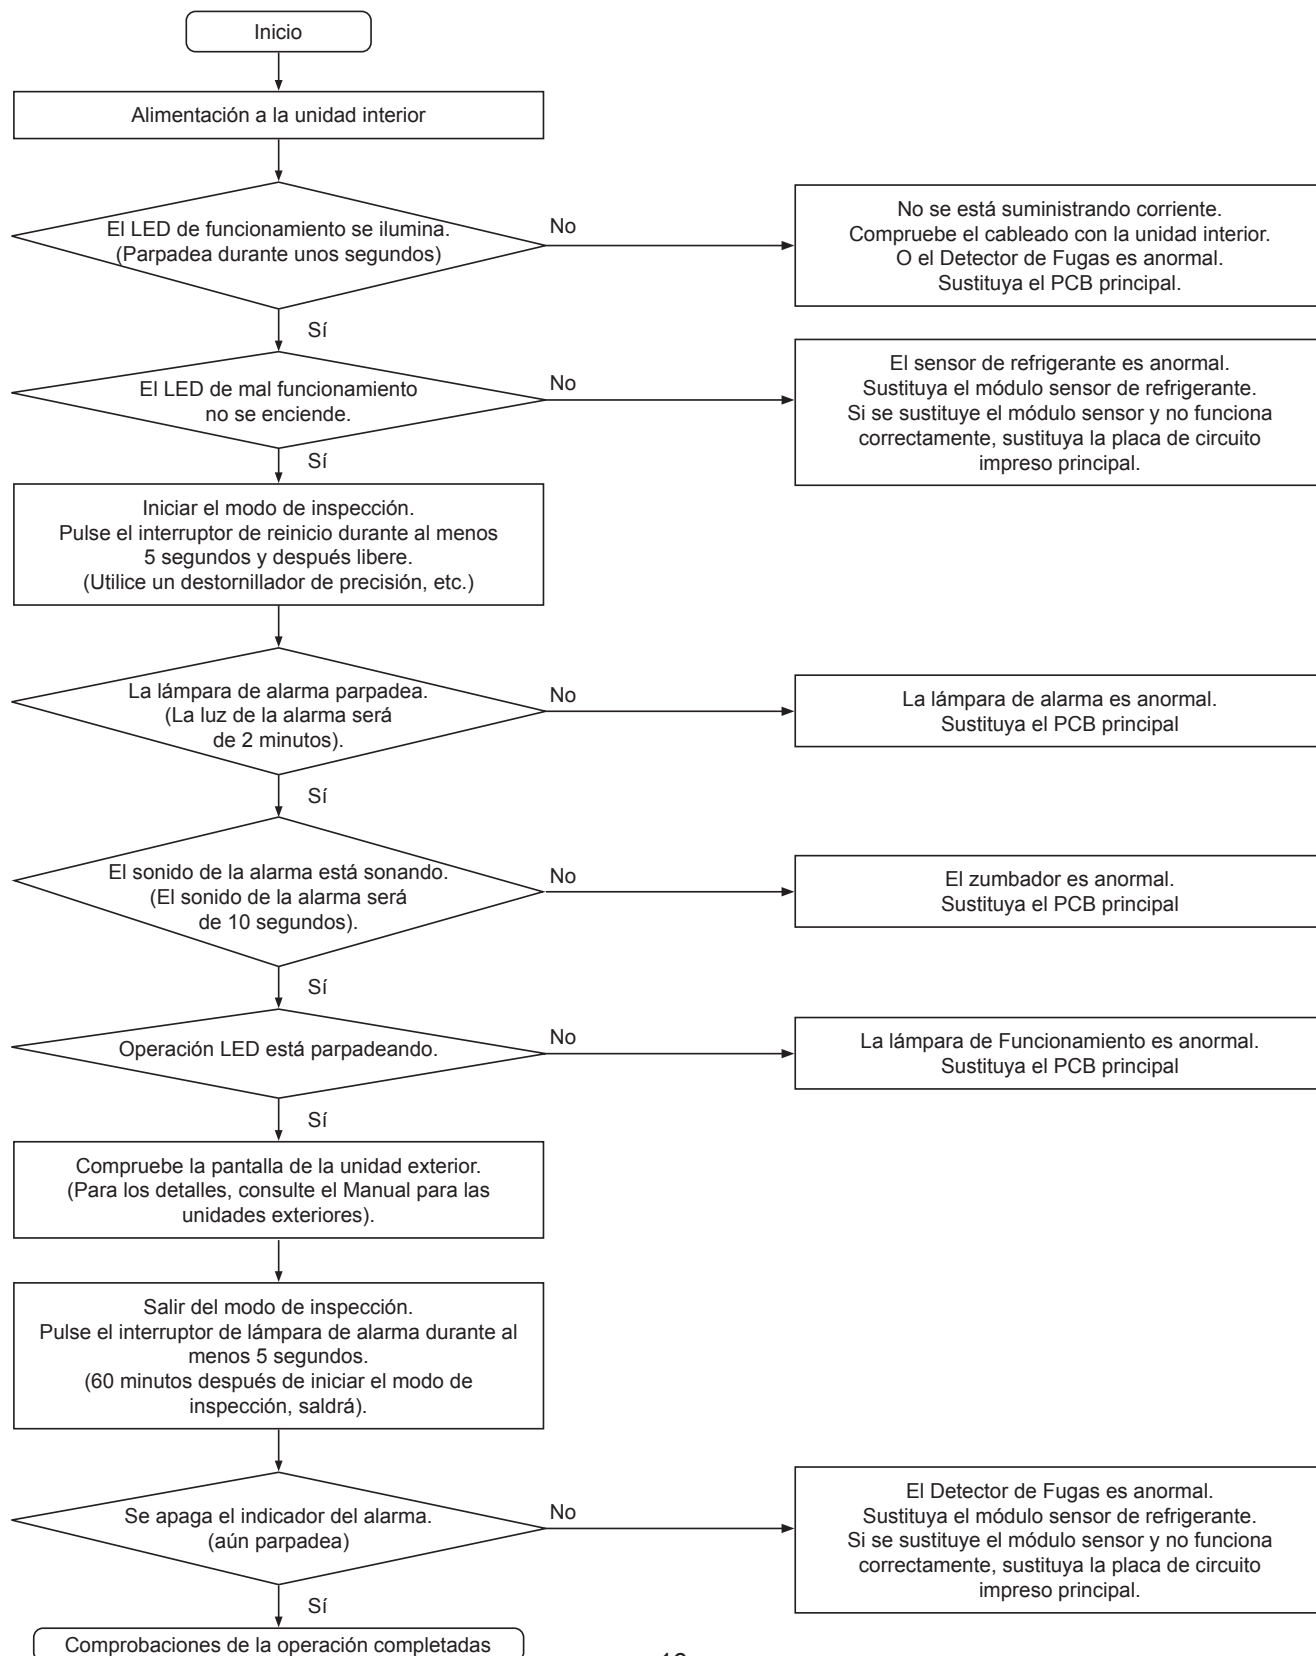 Inicio
Alimentación a la unidad interior
El LED de funcionamiento se ilumina.
(Parpadea durante unos segundos)
No
No se está suministrando corriente.
Compruebe el cableado con la unidad interior.
O el Detector de Fugas es anormal.
Sustituya el PCB principal.
Sí
El LED de mal funcionamiento
no se enciende.
No
El sensor de refrigerante es anormal.
Sustituya el módulo sensor de refrigerante.
Si se sustituye el módulo sensor y no funciona
correctamente, sustituya la placa de circuito
impreso principal.
Sí
Iniciar el modo de inspección.
Pulse el interruptor de reinicio durante al menos
5 segundos y después libere.
(Utilice un destornillador de precisión, etc.)
La lámpara de alarma parpadea.
(La luz de la alarma será
de 2 minutos).
No
La lámpara de alarma es anormal.
Sustituya el PCB principal
Sí
El sonido de la alarma está sonando.
(El sonido de la alarma será
de 10 segundos).
No
El zumbador es anormal.
Sustituya el PCB principal
Sí
Operación LED está parpadeando.
No
La lámpara de Funcionamiento es anormal.
Sustituya el PCB principal
Sí
Compruebe la pantalla de la unidad exterior.
(Para los detalles, consulte el Manual para las
unidades exteriores).
Salir del modo de inspección.
Pulse el interruptor de lámpara de alarma durante al
menos 5 segundos.
(60 minutos después de iniciar el modo de
inspección, saldrá).
Se apaga el indicador del alarma.
(aún parpadea)
No
El Detector de Fugas es anormal.
Sustituya el módulo sensor de refrigerante.
Si se sustituye el módulo sensor y no funciona
correctamente, sustituya la placa de circuito
impreso principal.
Sí
Comprobaciones de la operación completadas